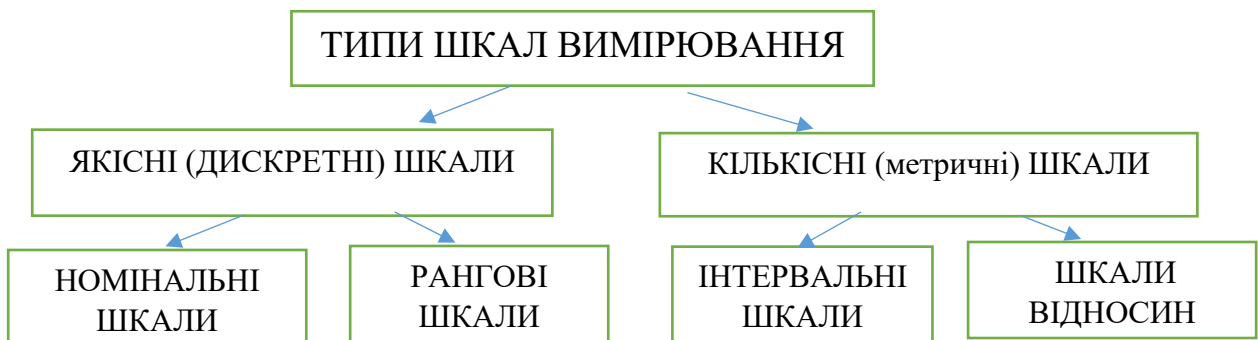 ТИПИ ШКАЛ ВИМІРЮВАННЯ
ЯКІСНІ (ДИСКРЕТНІ) ШКАЛИ
КІЛЬКІСНІ (метричні) ШКАЛИ
НОМІНАЛЬНІ
ШКАЛИ
РАНГОВІ
ШКАЛИ
ІНТЕРВАЛЬНІ
ШКАЛИ
ШКАЛИ
ВІДНОСИН